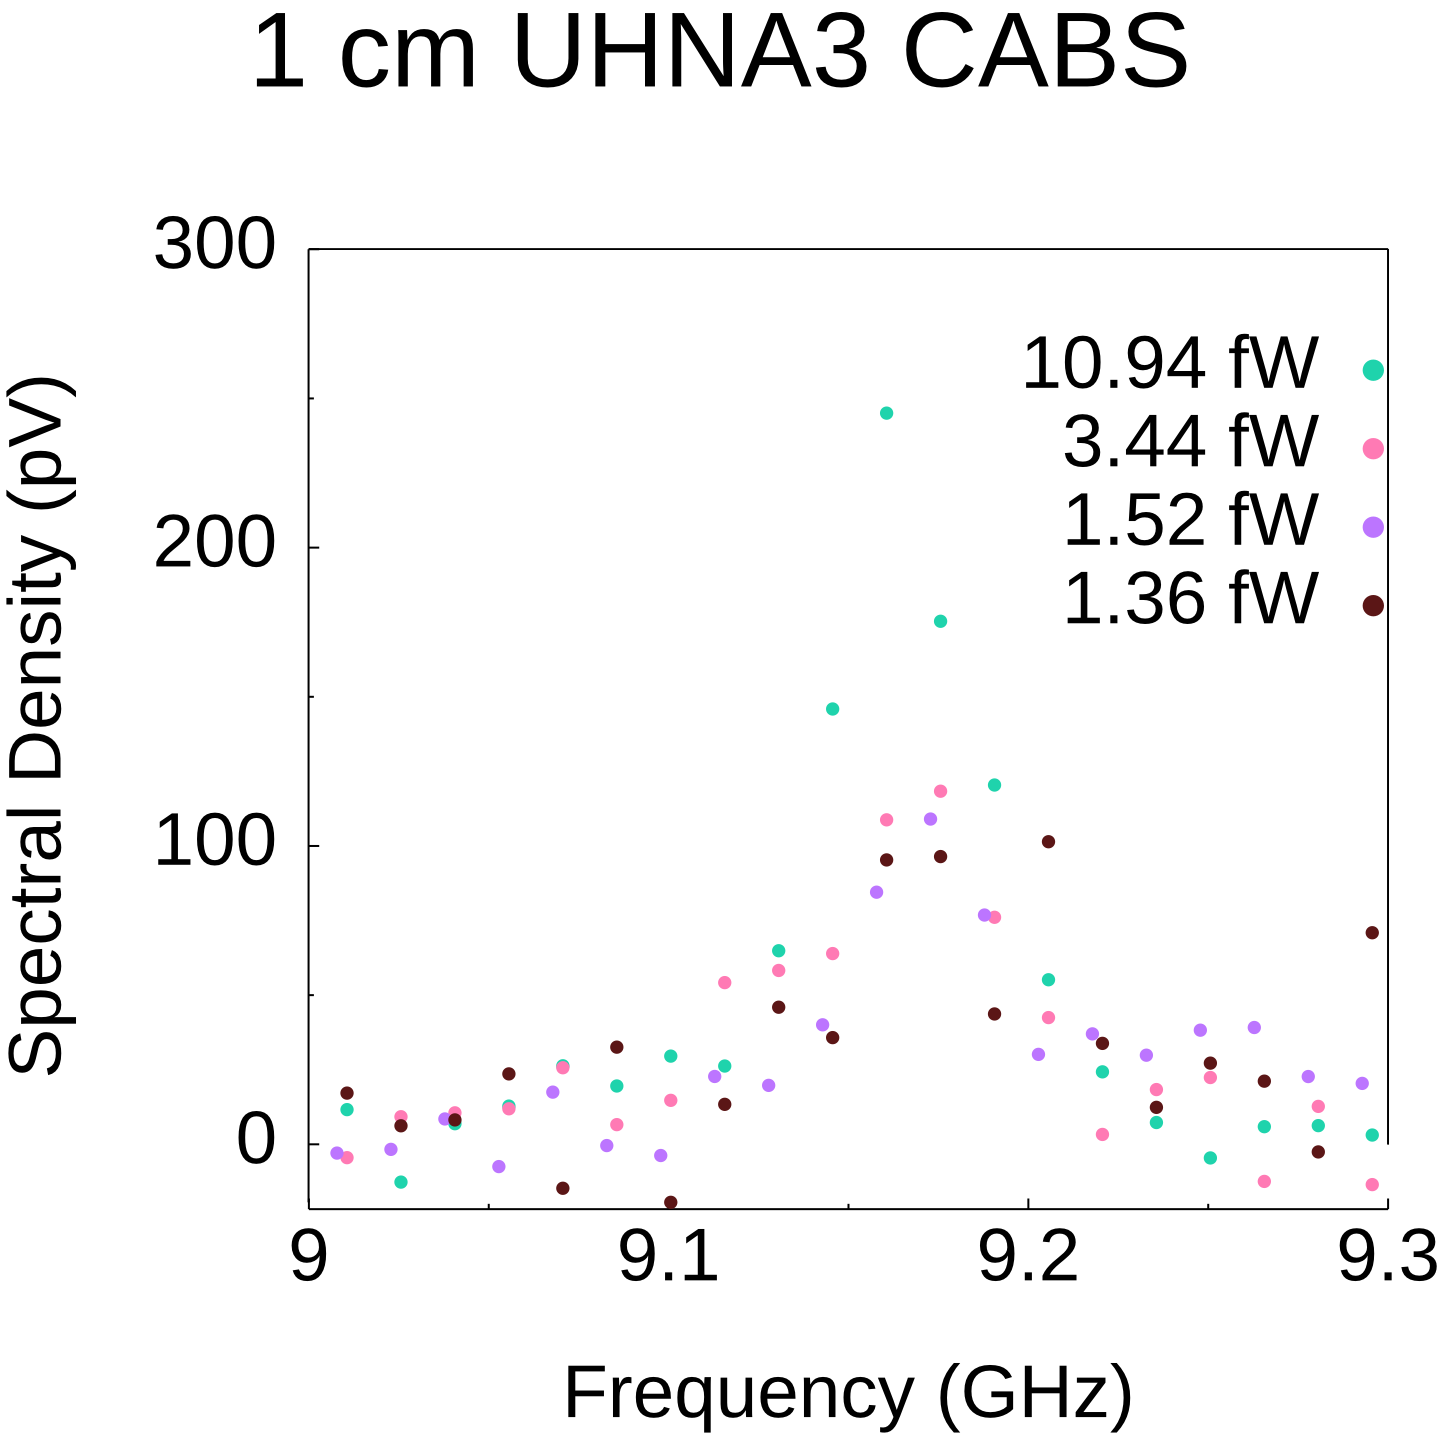 1 cm UHNA3 CABS
300
200
100
0
Spectral Density (pV)
10.94 fW
3.44 fW
1.52 fW
1.36 fW
9
9.1
9.2
9.3
Frequency (GHz)